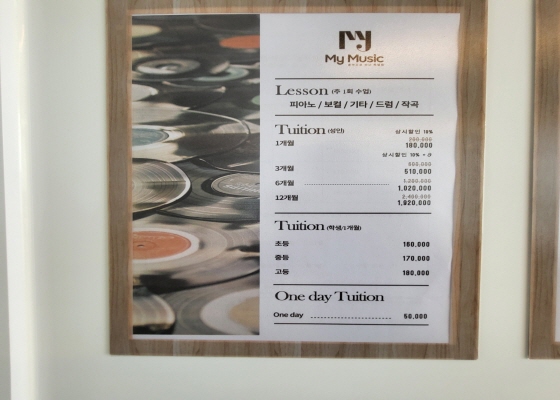 My Music
Lesson (주 1회 수업)
피아노 / 보컬 / 기타 / 드럼 / 작곡
Tuition (성인) 상시할인 10%
200,000
1개월 180,000
상시할인 10% +
600,000
3개월 510,000
6개월 1,200,000
1,020,000
12개월 2,400,000
1,920,000
Tuition (학생/1개월)
초등 160,000
중등 170,000
고등 180,000
One day Tuition
One day 50,000